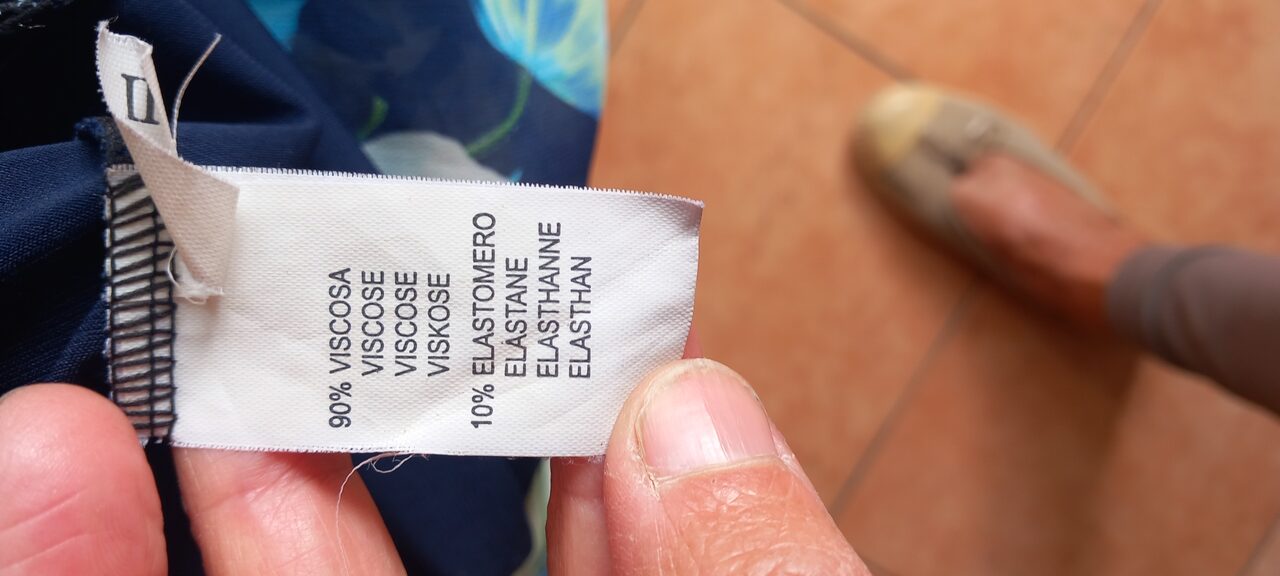 90% VISCOSA
VISCOSE
VISCOSE
VISKOSE
10% ELASTOMERO
ELASTANE
ELASTHANNE
ELASTHAN